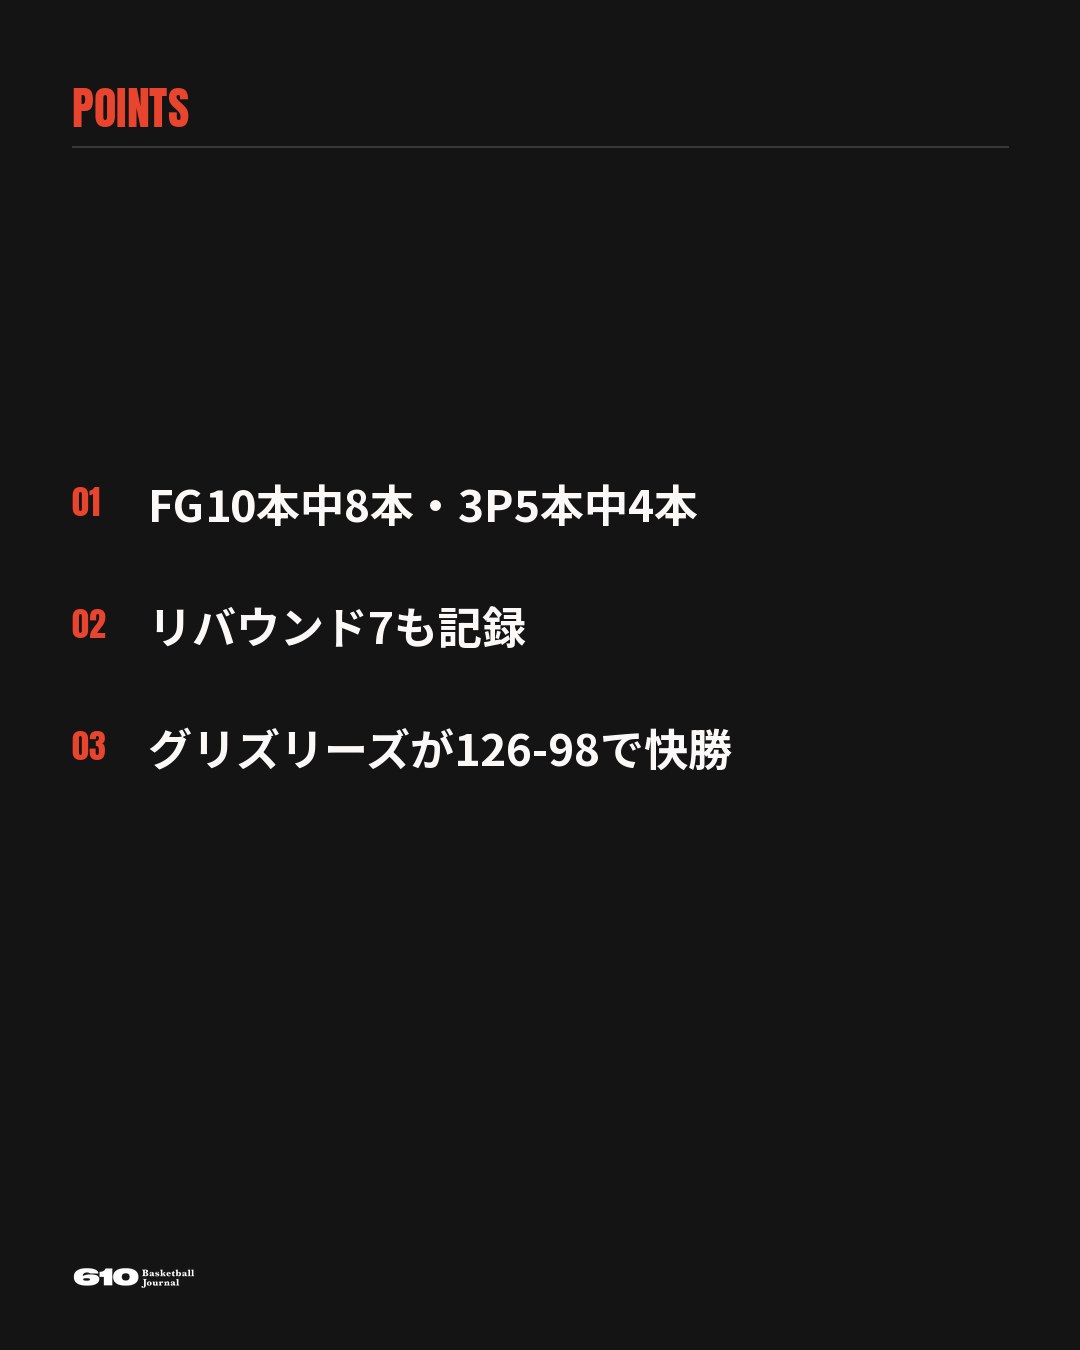 POINTS
01 FG10本中8本・3P5本中4本
02 リバウンド7も記録
03 グリズリーズが126-98で快勝
610 Basketball
Journal